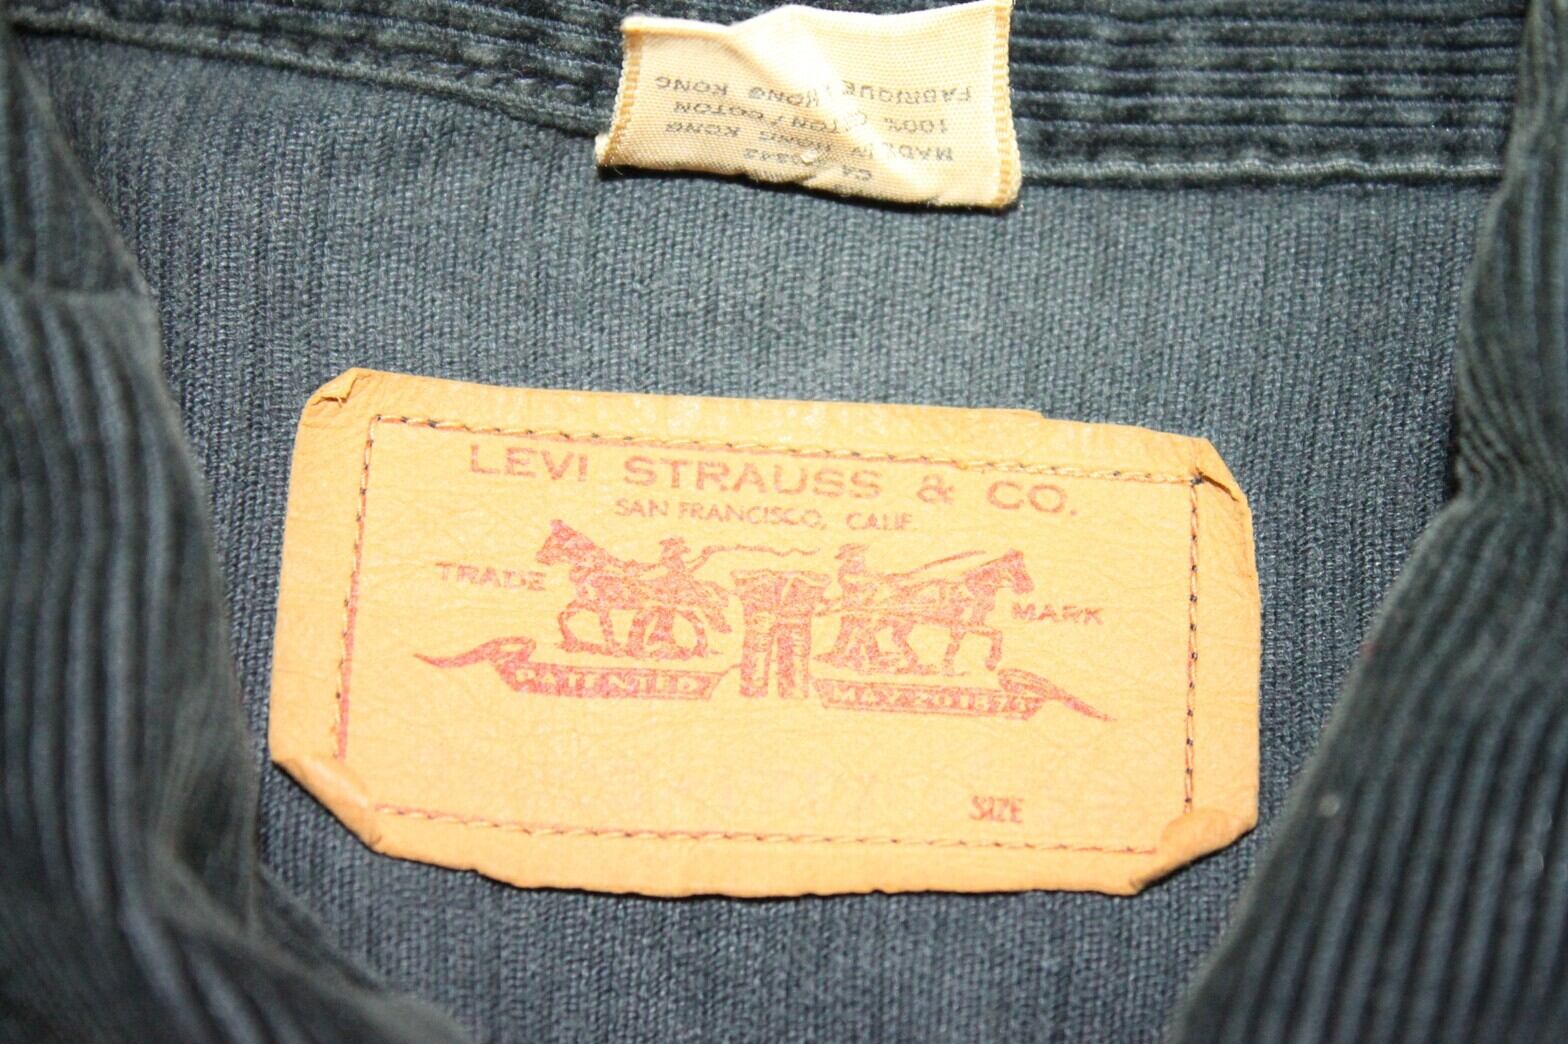 CA
MADE IN HONG KONG
100% COTTON / COTON
FABRIQUE HONG KONG
LEVI STRAUSS & CO.
SAN FRANCISCO, CALIF.
TRADE MARK
SIZE